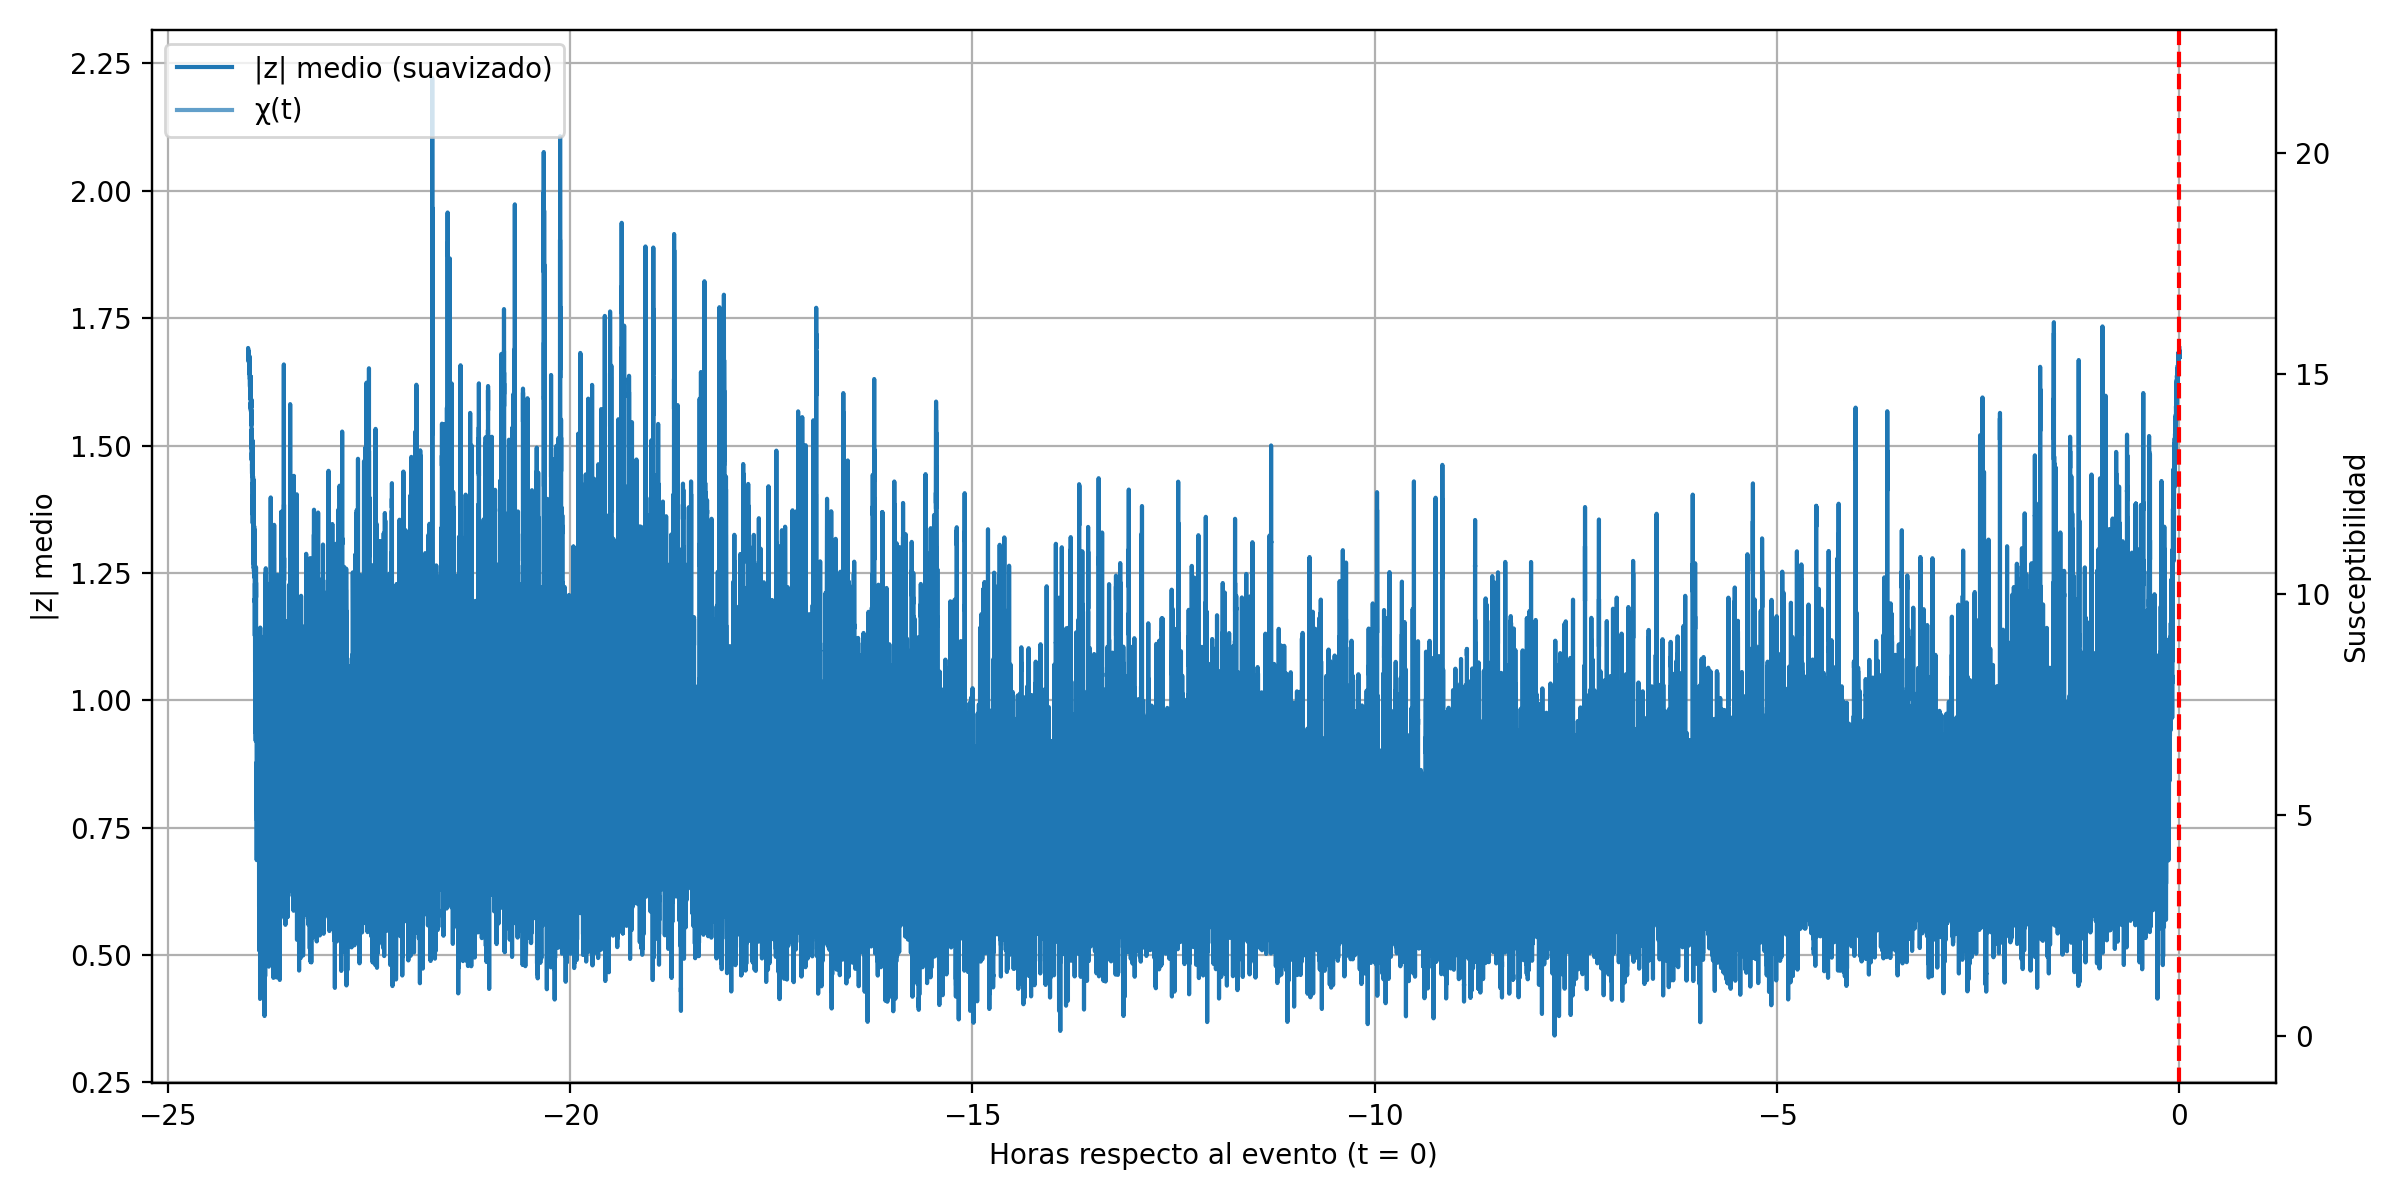 |z| medio (suavizado)
χ(t)
2.25
2.00
1.75
1.50
1.25
1.00
0.75
0.50
0.25
|z| medio
20
15
10
5
0
Susceptibilidad
−25 −20 −15 −10 −5 0
Horas respecto al evento (t = 0)